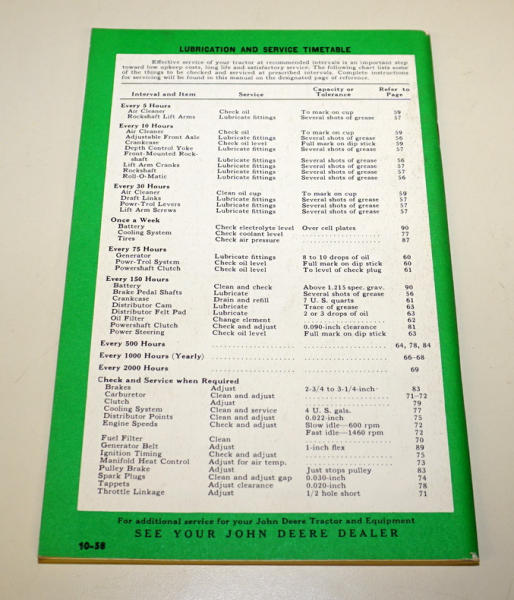 LUBRICATION AND SERVICE TIMETABLE
Effective service of your tractor at recommended intervals is an important step
toward low upkeep costs, long life and satisfactory service. The following chart lists some
of the things to be checked and serviced at prescribed intervals. Complete instructions
for servicing will be found in this manual on the designated page of reference.
Interval and Item Service Capacity or Tolerance Refer to Page
Every 5 Hours
Air Cleaner Check oil To mark on cup 59
Rockshaft Lift Arms Lubricate fittings Several shots of grease 57
Every 10 Hours
Air Cleaner Check oil To mark on cup 59
Adjustable Front Axle Lubricate fittings Several shots of grease 56
Crankcase Check oil level Full mark on dip stick 59
Depth Control Yoke Lubricate fittings Several shots of grease 57
Front-Mounted Rock-
shaft Lubricate fittings Several shots of grease 56
Lift Arm Cranks Lubricate fittings Several shots of grease 57
Rockshaft Lubricate fittings Several shots of grease 57
Roll-O-Matic Lubricate fittings Several shots of grease 56
Every 30 Hours
Air Cleaner Clean oil cup To mark on cup 59
Draft Links Lubricate fittings Several shots of grease 57
Powr-Trol Levers Lubricate fittings Several shots of grease 57
Lift Arm Screws Lubricate fittings Several shots of grease 57
Once a Week
Battery Check electrolyte level Over cell plates 90
Cooling System Check coolant level .................... 77
Tires Check air pressure .................... 87
Every 75 Hours
Generator Lubricate fittings 8 to 10 drops of oil 60
Powr-Trol System Check oil level Full mark on dip stick 60
Powershaft Clutch Check oil level To level of check plug 61
Every 150 Hours
Battery Clean and check Above 1.215 spec. grav. 90
Brake Pedal Shafts Lubricate Several shots of grease 56
Crankcase Drain and refill 7 U. S. quarts 61
Distributor Cam Lubricate Trace of grease 63
Distributor Felt Pad Lubricate 2 or 3 drops of oil 63
Oil Filter Change element .................... 62
Powershaft Clutch Check and adjust 0.090-inch clearance 81
Power Steering Check oil level Full mark on dip stick 63
Every 500 Hours .................... 64, 78, 84
Every 1000 Hours (Yearly) .................... 66-68
Every 2000 Hours .................... 69
Check and Service when Required
Brakes Adjust 2-3/4 to 3-1/4-inch 83
Carburetor Clean and adjust .................... 71-72
Clutch Adjust .................... 79
Cooling System Clean and service 4 U. S. gals. 77
Distributor Points Clean and adjust 0.022-inch 75
Engine Speeds Check and adjust Slow idle—600 rpm 72
Fast idle—1460 rpm 72
Fuel Filter Clean .................... 70
Generator Belt Adjust 1-inch flex 89
Ignition Timing Check and adjust .................... 75
Manifold Heat Control Adjust for air temp. .................... 73
Pulley Brake Adjust Just stops pulley 83
Spark Plugs Clean and adjust gap 0.030-inch 74
Tappets Adjust clearance 0.020-inch 78
Throttle Linkage Adjust 1/2 hole short 71
For additional service for your John Deere Tractor and Equipment
SEE YOUR JOHN DEERE DEALER
10-58